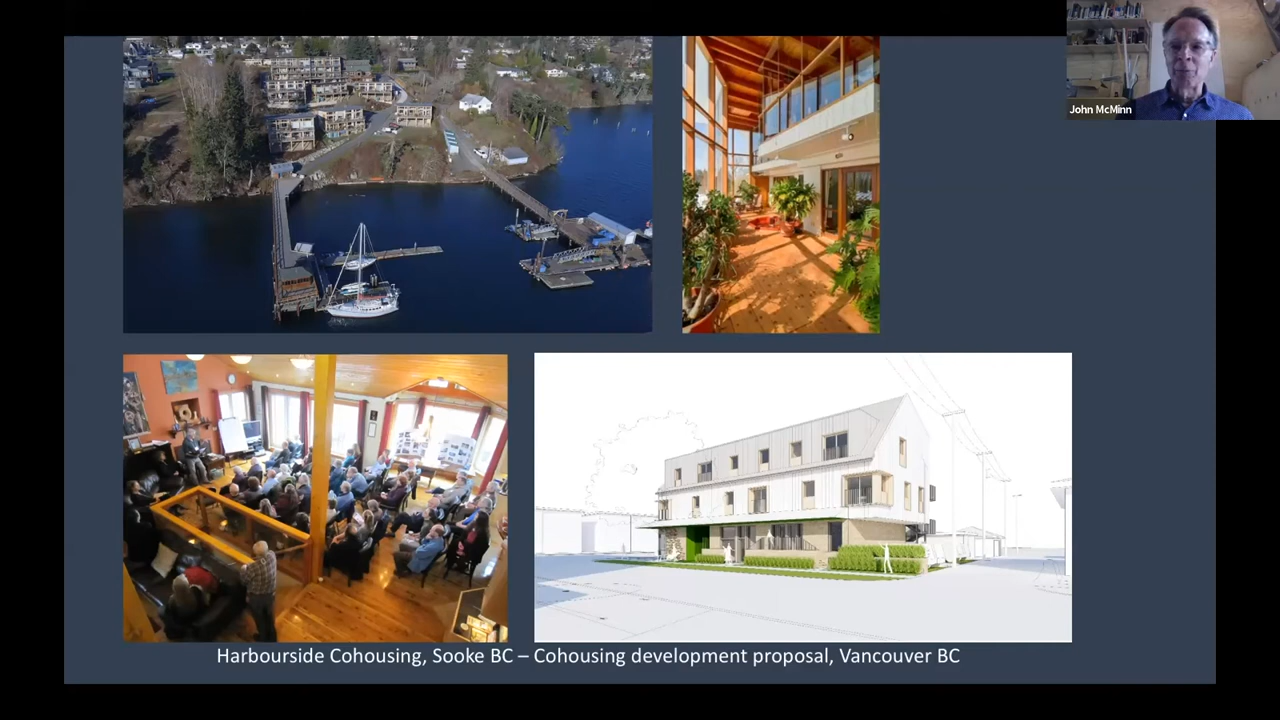 John McMinn
Harbourside Cohousing, Sooke BC – Cohousing development proposal, Vancouver BC